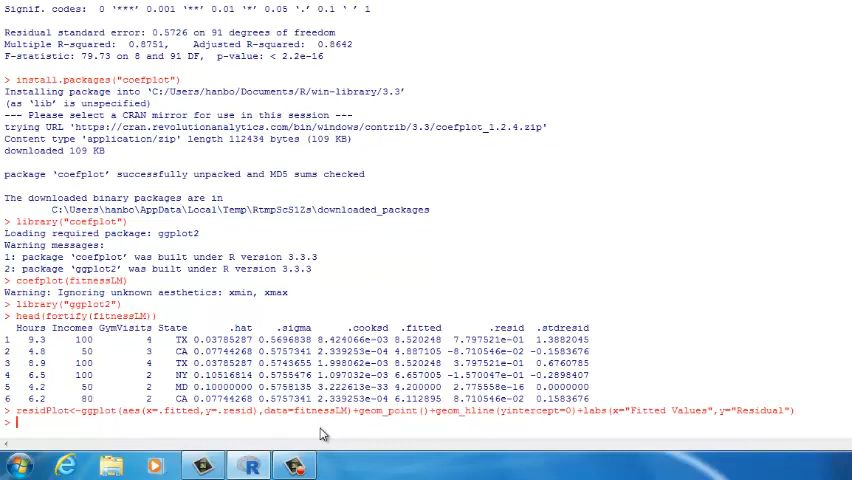 Signif. codes:  0 ‘***’ 0.001 ‘**’ 0.01 ‘*’ 0.05 ‘.’ 0.1 ‘ ’ 1
Residual standard error: 0.5726 on 91 degrees of freedom
Multiple R-squared:  0.8751,	Adjusted R-squared:  0.8642
F-statistic: 79.73 on 8 and 91 DF,  p-value: < 2.2e-16
> install.packages("coefplot")
Installing package into ‘C:/Users/hanbo/Documents/R/win-library/3.3’
(as ‘lib’ is unspecified)
--- Please select a CRAN mirror for use in this session ---
trying URL 'https://cran.revolutionanalytics.com/bin/windows/contrib/3.3/coefplot_1.2.4.zip'
Content type 'application/zip' length 112434 bytes (109 KB)
downloaded 109 KB
package ‘coefplot’ successfully unpacked and MD5 sums checked
The downloaded binary packages are in
C:\Users\hanbo\AppData\Local\Temp\RtmpScS1Zs\downloaded_packages
> library("coefplot")
Loading required package: ggplot2
Warning messages:
1: package ‘coefplot’ was built under R version 3.3.3
2: package ‘ggplot2’ was built under R version 3.3.3
> coefplot(fitnessLM)
Warning: Ignoring unknown aesthetics: xmin, xmax
> library("ggplot2")
> head(fortify(fitnessLM))
Hours Incomes GymVisits State .hat .sigma .cooksd .fitted .resid .stdresid
1 9.3 100 4 TX 0.03785287 0.5696838 8.424066e-03 8.520248 7.797521e-01 1.3882045
2 4.8 50 3 CA 0.07744268 0.5757341 2.339253e-04 4.887105 -8.710546e-02 -0.1583676
3 8.9 100 4 TX 0.03785287 0.5743655 1.998062e-03 8.520248 3.797521e-01 0.6760785
4 6.5 100 2 NY 0.10516814 0.5755476 1.097032e-03 6.657005 -1.570047e-01 -0.2898407
5 4.2 50 2 MD 0.10000000 0.5758135 3.222613e-33 4.200000 2.775558e-16 0.0000000
6 6.2 80 2 CA 0.07744268 0.5757341 2.339253e-04 6.112895 8.710546e-02 0.1583676
> residPlot<-ggplot(aes(x=.fitted,y=.resid),data=fitnessLM)+geom_point()+geom_hline(yintercept=0)+labs(x="Fitted Values",y="Residual")
>